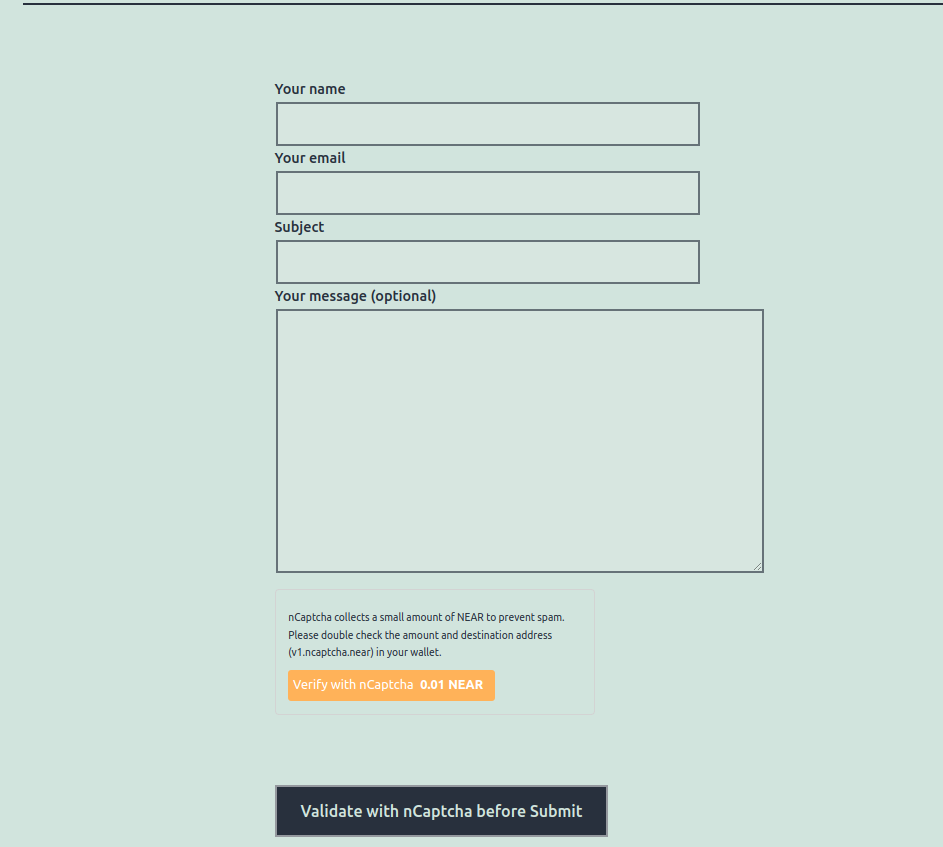 Your name
Your email
Subject
Your message (optional)
nCaptcha collects a small amount of NEAR to prevent spam.
Please double check the amount and destination address
(v1.ncaptcha.near) in your wallet.
Verify with nCaptcha 0.01 NEAR
Validate with nCaptcha before Submit